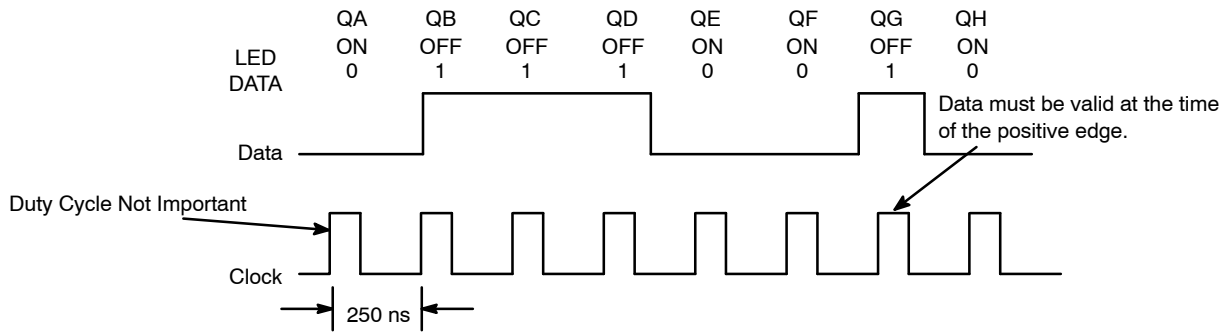 QA QB QC QD QE QF QG QH
ON OFF OFF OFF ON ON OFF ON
LED
DATA 0 1 1 1 0 0 1 0
Data must be valid at the time
of the positive edge.
Data
Duty Cycle Not Important
Clock
250 ns